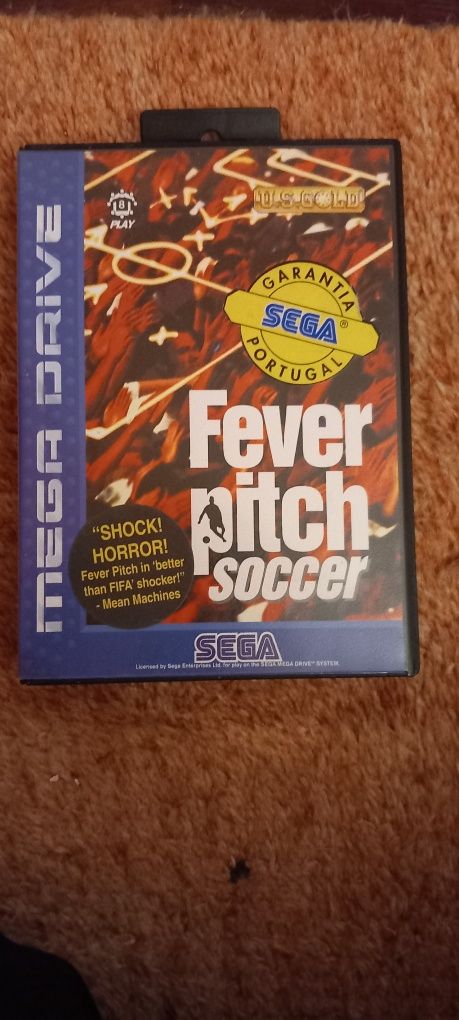 MEGA DRIVE
8
PLAY
U.S.GOLD
GARANTIA
SEGA®
PORTUGAL
Fever
pitch
soccer
"SHOCK!
HORROR!
Fever Pitch in 'better
than FIFA' shocker!"
- Mean Machines
SEGA
Licensed by Sega Enterprises Ltd. for play on the SEGA MEGA DRIVE™ SYSTEM.